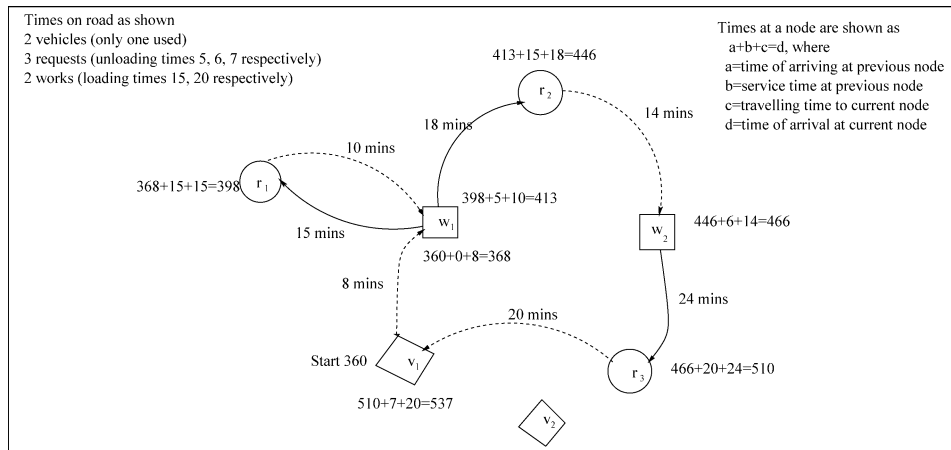 Times on road as shown
2 vehicles (only one used)
3 requests (unloading times 5, 6, 7 respectively)
2 works (loading times 15, 20 respectively)
Times at a node are shown as
a+b+c=d, where
a=time of arriving at previous node
b=service time at previous node
c=travelling time to current node
d=time of arrival at current node
413+15+18=446
r2
14 mins
18 mins
10 mins
368+15+15=398
r1
398+5+10=413
w1
15 mins
360+0+8=368
w2
446+6+14=466
8 mins
24 mins
20 mins
Start 360
v1
r3
466+20+24=510
510+7+20=537
v2